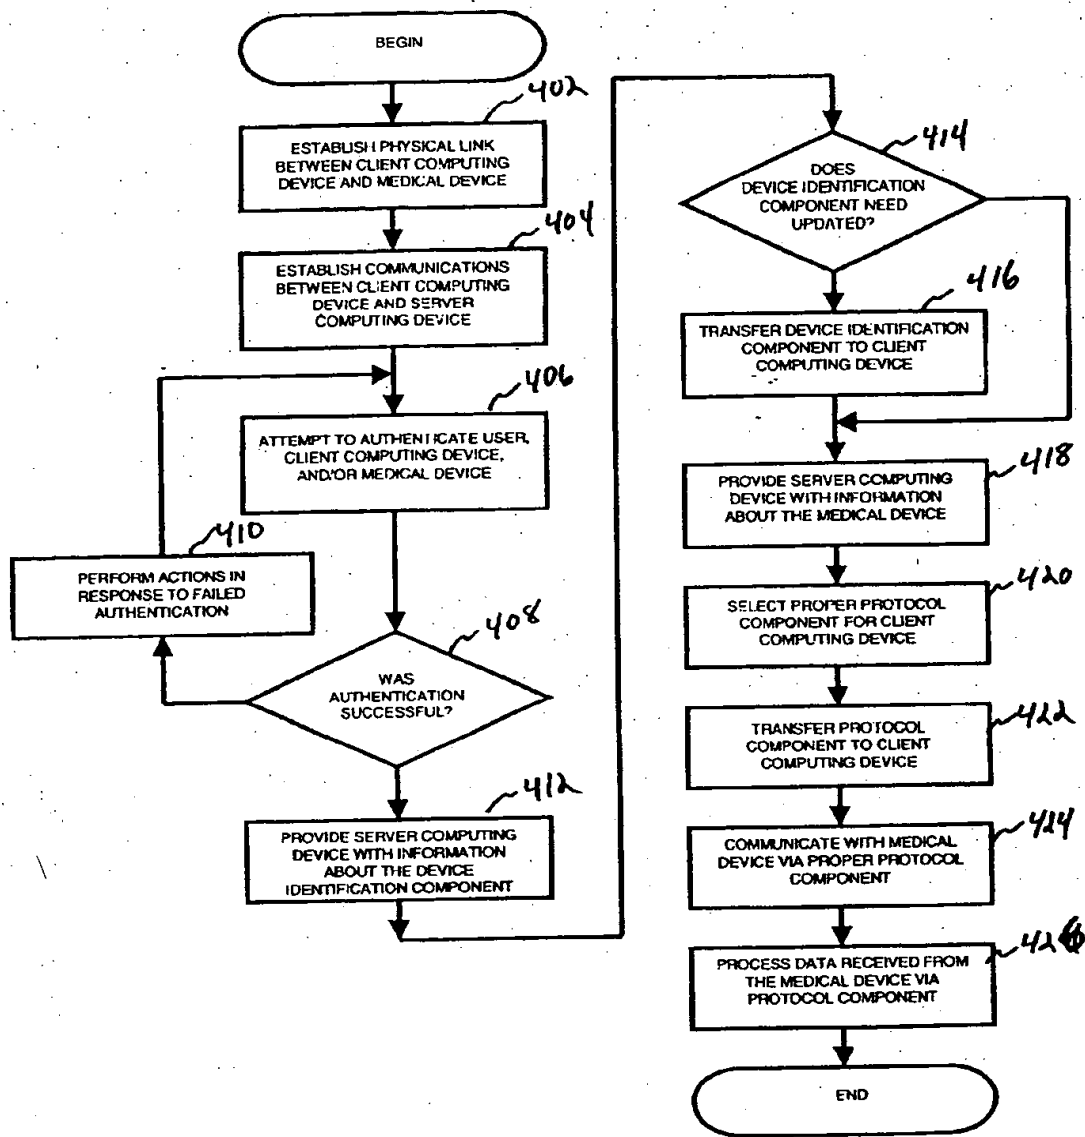 BEGIN
402
ESTABLISH PHYSICAL LINK
BETWEEN CLIENT COMPUTING
DEVICE AND MEDICAL DEVICE
404
ESTABLISH COMMUNICATIONS
BETWEEN CLIENT COMPUTING
DEVICE AND SERVER
COMPUTING DEVICE
406
ATTEMPT TO AUTHENTICATE USER,
CLIENT COMPUTING DEVICE,
AND/OR MEDICAL DEVICE
410
PERFORM ACTIONS IN
RESPONSE TO FAILED
AUTHENTICATION
408
WAS
AUTHENTICATION
SUCCESSFUL?
412
PROVIDE SERVER COMPUTING
DEVICE WITH INFORMATION
ABOUT THE DEVICE
IDENTIFICATION COMPONENT
414
DOES
DEVICE IDENTIFICATION
COMPONENT NEED
UPDATED?
416
TRANSFER DEVICE IDENTIFICATION
COMPONENT TO CLIENT
COMPUTING DEVICE
418
PROVIDE SERVER COMPUTING
DEVICE WITH INFORMATION
ABOUT THE MEDICAL DEVICE
420
SELECT PROPER PROTOCOL
COMPONENT FOR CLIENT
COMPUTING DEVICE
422
TRANSFER PROTOCOL
COMPONENT TO CLIENT
COMPUTING DEVICE
424
COMMUNICATE WITH MEDICAL
DEVICE VIA PROPER PROTOCOL
COMPONENT
426
PROCESS DATA RECEIVED FROM
THE MEDICAL DEVICE VIA
PROTOCOL COMPONENT
END